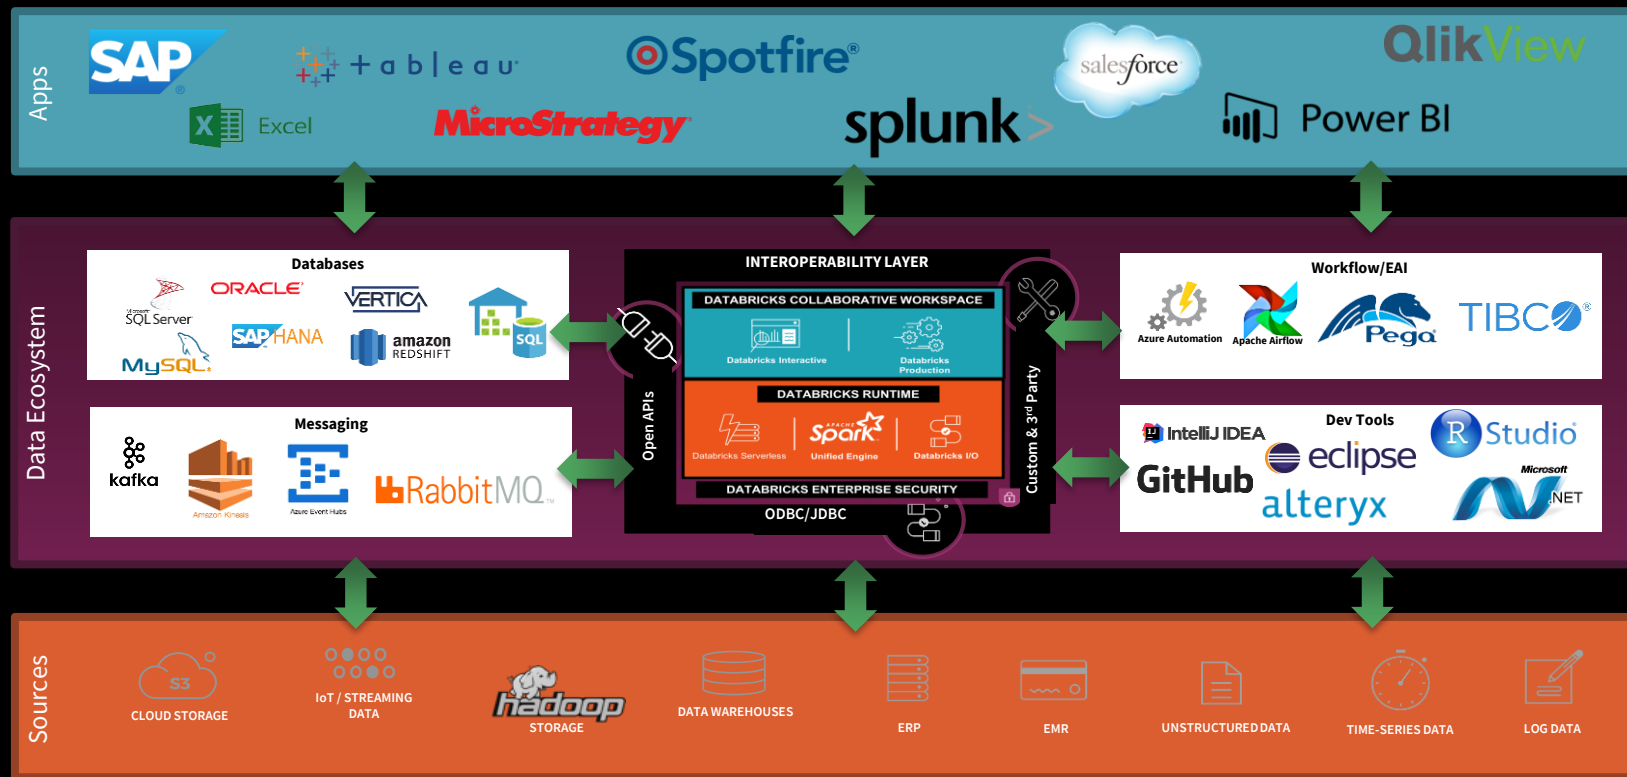 Apps
SAP
+ a b l e a u
Spotfire®
salesforce
QlikView
Excel
MicroStrategy
splunk>
Power BI
Data Ecosystem
Databases
Microsoft
SQL Server
ORACLE
VERTICA
MySQL
SAP HANA
amazon
REDSHIFT
SQL
Messaging
kafka
Amazon Kinesis
Azure Event Hubs
RabbitMQ
INTEROPERABILITY LAYER
Open APIs
DATABRICKS COLLABORATIVE WORKSPACE
Databricks Interactive
Databricks
Production
DATABRICKS RUNTIME
Databricks Serverless
APACHE
Spark
Unified Engine
Databricks I/O
DATABRICKS ENTERPRISE SECURITY
ODBC/JDBC
Custom & 3rd Party
Workflow/EAI
Azure Automation
Apache Airflow
Pega
TIBCO®
Dev Tools
IJ
IntelliJ IDEA
eclipse
R Studio
GitHub
alteryx
Microsoft
.NET
Sources
S3
CLOUD STORAGE
IoT / STREAMING
DATA
hadoop
STORAGE
DATA WAREHOUSES
ERP
EMR
UNSTRUCTURED DATA
TIME-SERIES DATA
LOG DATA